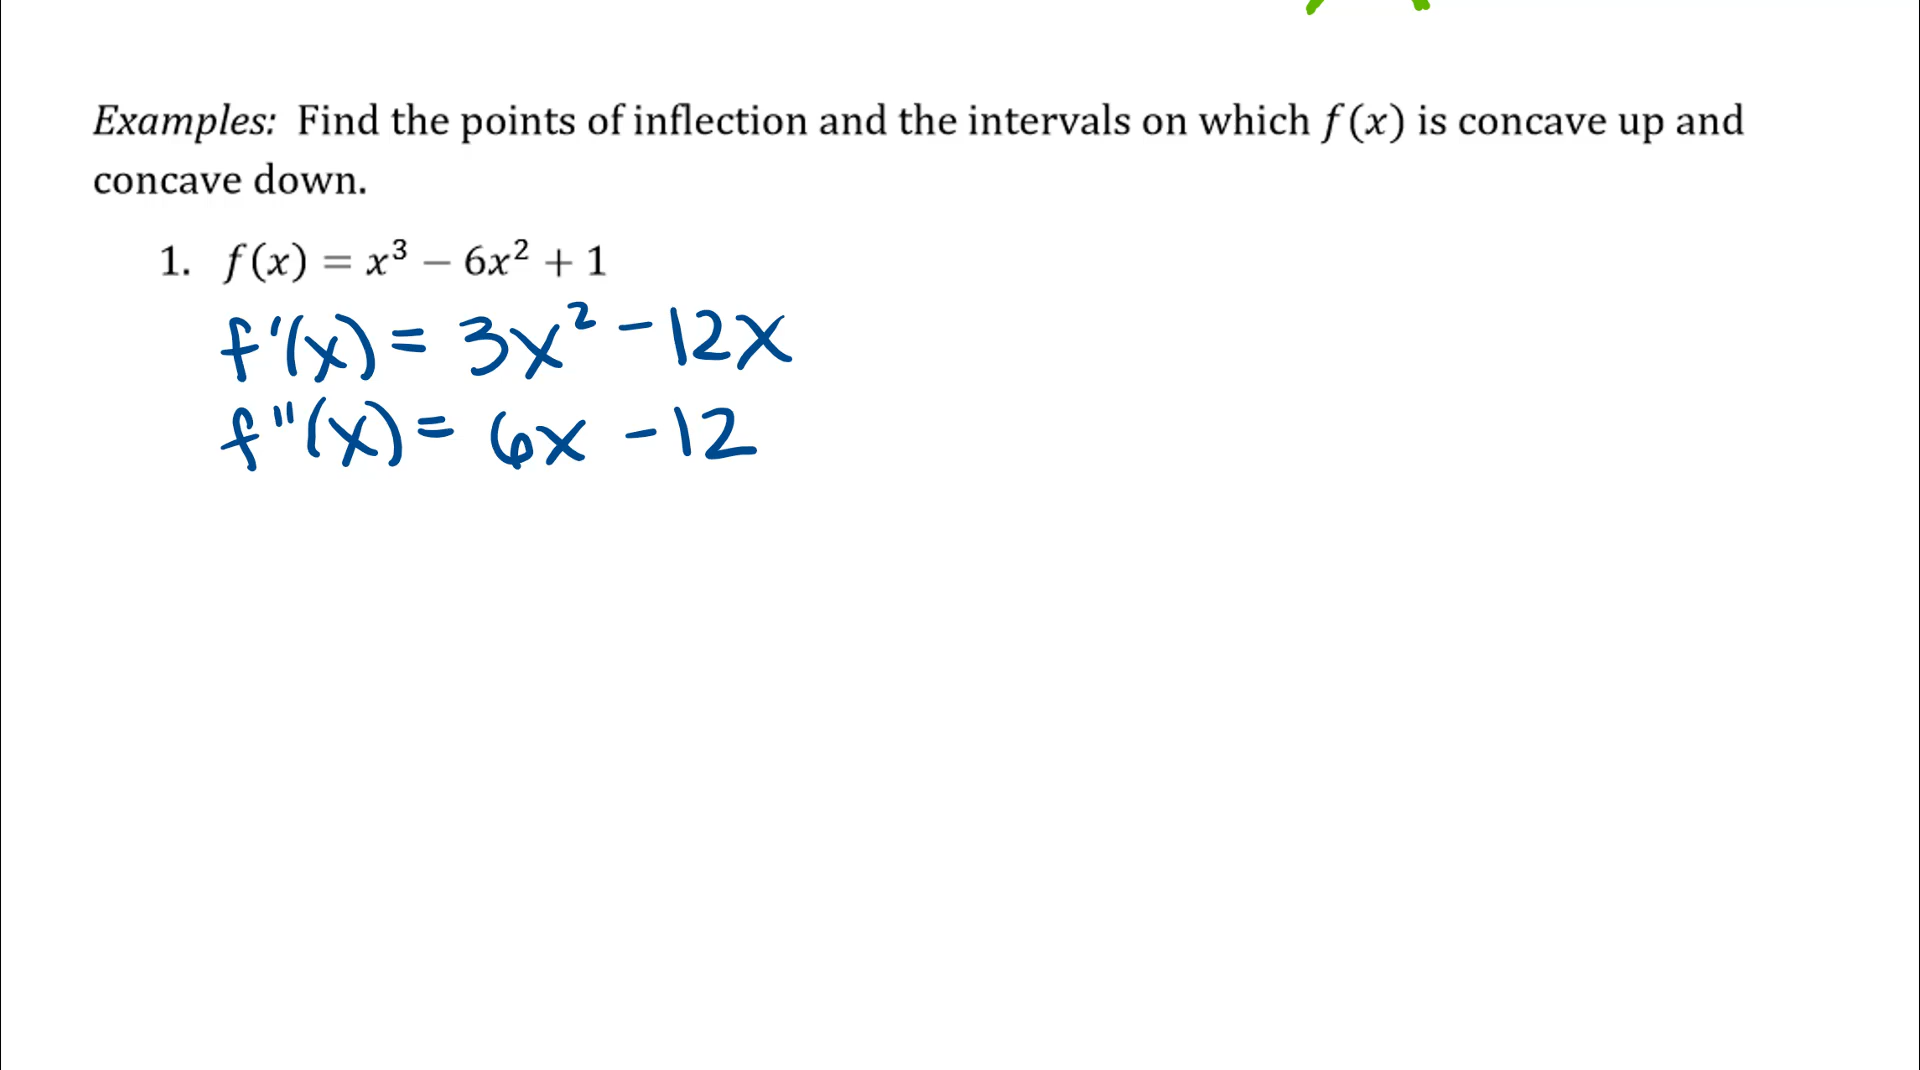 Examples: Find the points of inflection and the intervals on which f(x) is concave up and
concave down.
1. f(x) = x³ − 6x² + 1
f'(x) = 3x² − 12x
f"(x) = 6x − 12